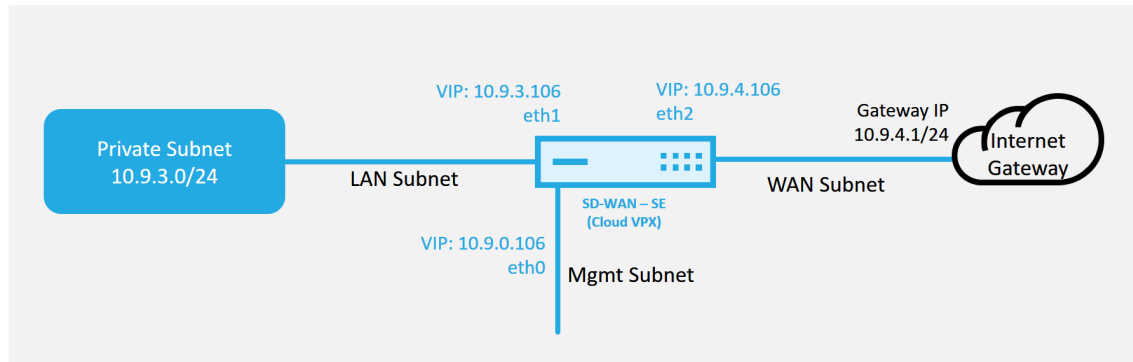 VIP: 10.9.3.106
eth1
VIP: 10.9.4.106
eth2
Gateway IP
10.9.4.1/24
Internet
Gateway
Private Subnet
10.9.3.0/24
LAN Subnet
WAN Subnet
SD-WAN – SE
(Cloud VPX)
VIP: 10.9.0.106
eth0
Mgmt Subnet